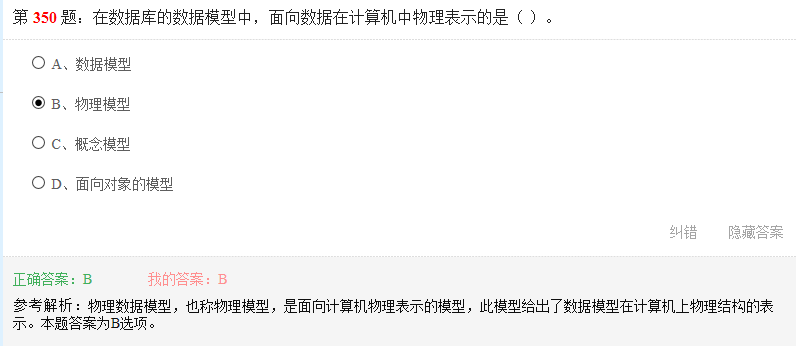 第 350 题：在数据库的数据模型中，面向数据在计算机中物理表示的是（ ）。
A、数据模型
B、物理模型
C、概念模型
D、面向对象的模型
纠错 隐藏答案
正确答案：B 我的答案：B
参考解析：物理数据模型，也称物理模型，是面向计算机物理表示的模型，此模型给出了数据模型在计算机上物理结构的表
示。本题答案为B选项。